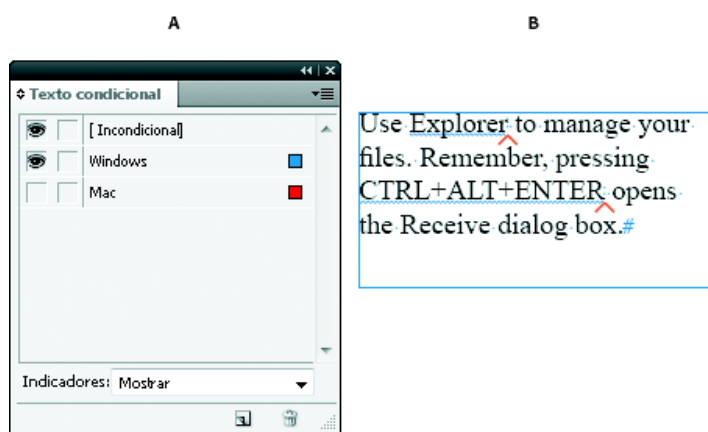 A
B
Texto condicional
[Incondicional]
Windows
Mac
Indicadores: Mostrar
Use Explorer to manage your
files. Remember, pressing
CTRL+ALT+ENTER opens
the Receive dialog box.#